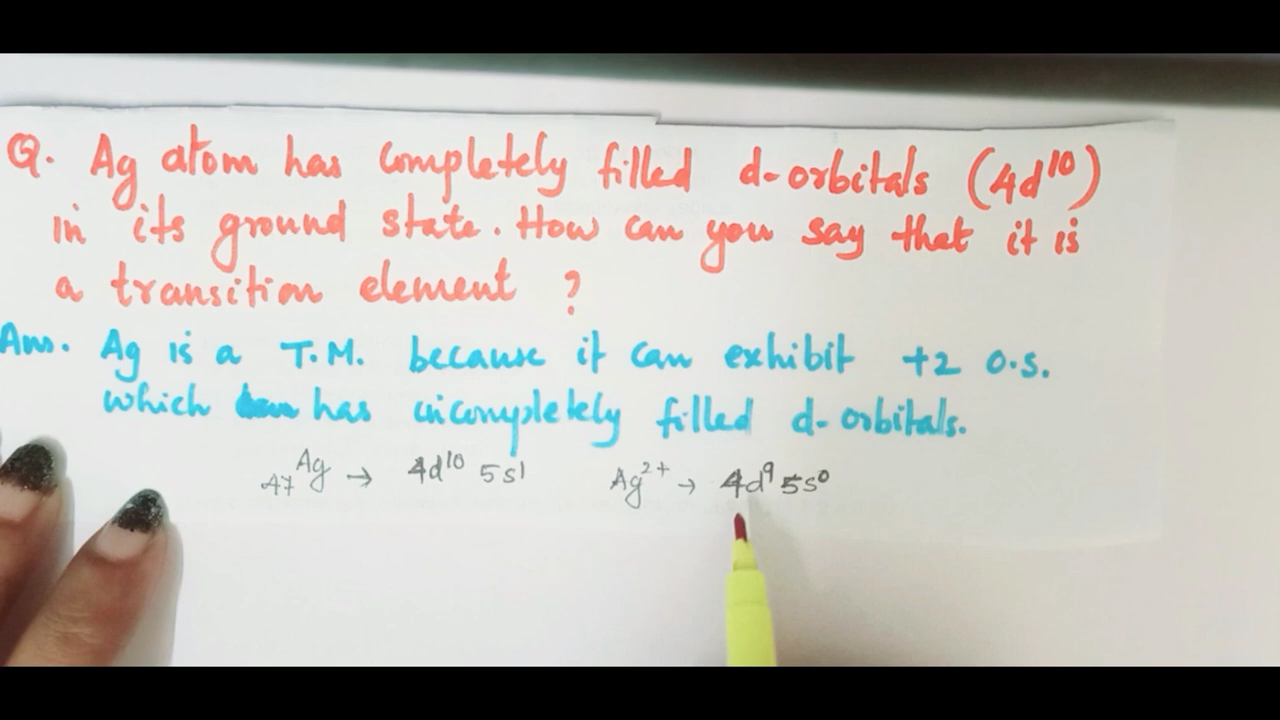 Q. Ag atom has completely filled d-orbitals (4d¹⁰)
in its ground state. How can you say that it is
a transition element ?
Ans. Ag is a T.M. because it can exhibit +2 o.s.
which has incompletely filled d-orbitals.
₄₇Ag → 4d¹⁰ 5s¹ Ag²⁺ → 4d⁹ 5s⁰